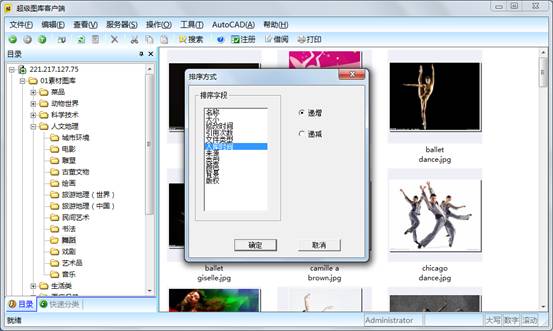 超级图库客户端
文件(F) 编辑(E) 查看(V) 服务器(S) 操作(O) 工具(T) AutoCAD(A) 帮助(H)
搜索 注册 借阅 打印
目录
221.217.127.75
01素材图库
菜品
动物世界
科学技术
人文地理
城市环境
电影
雕塑
古董文物
绘画
旅游地理(世界)
旅游地理(中国)
民间艺术
书法
舞蹈
戏剧
艺术品
音乐
生活类
目录 快速分类
排序方式
排序字段
名称
大小
修改时间
引用次数
文件类型
入库时间
来源
类型
背景
版权
递增
递减
确定 取消
ballet
dance.jpg
ballet
giselle.jpg
camille a
brown.jpg
chicago
dance.jpg
就绪
Administrator 大写 数字 滚动